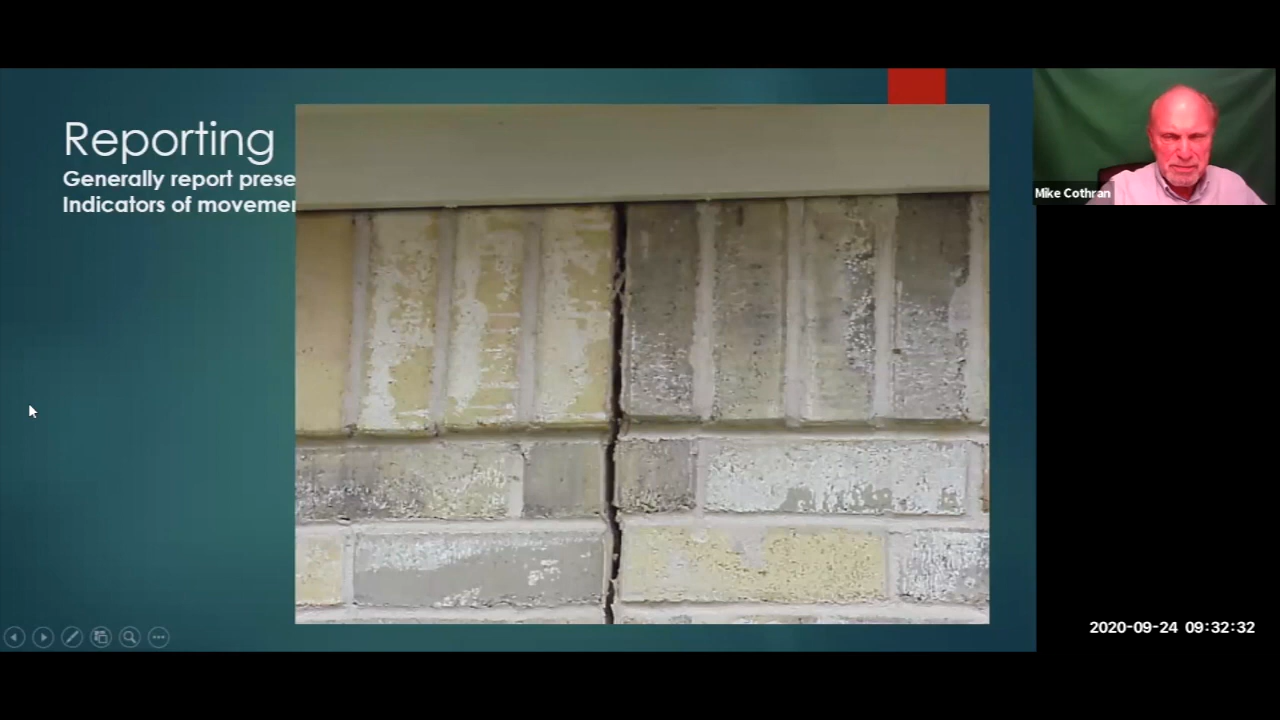 Reporting
Generally report prese
Indicators of movemen
Mike Cothran
2020-09-24 09:32:32